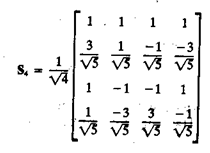 1 1 1 1
3/√5 1/√5 -1/√5 -3/√5
S₄ = 1/√4
1 -1 -1 1
1/√5 -3/√5 3/√5 -1/√5